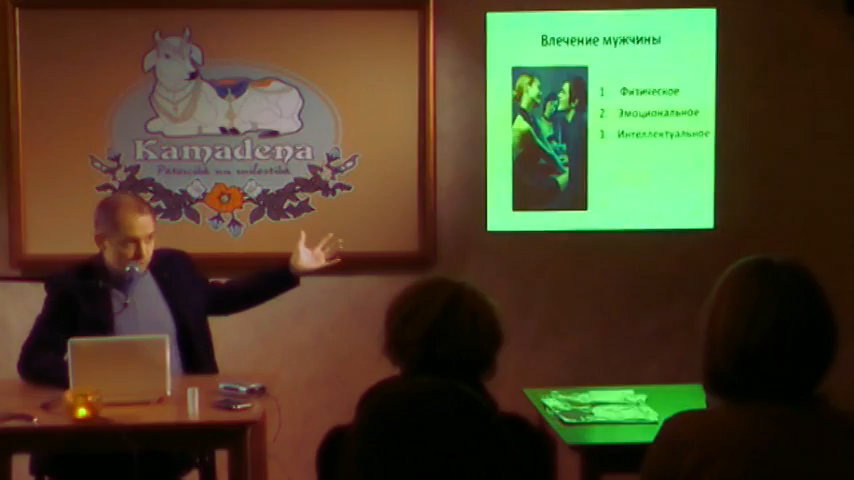 Kamadena
Влечение мужчины
1 Физическое
2 Эмоциональное
3 Интеллектуальное